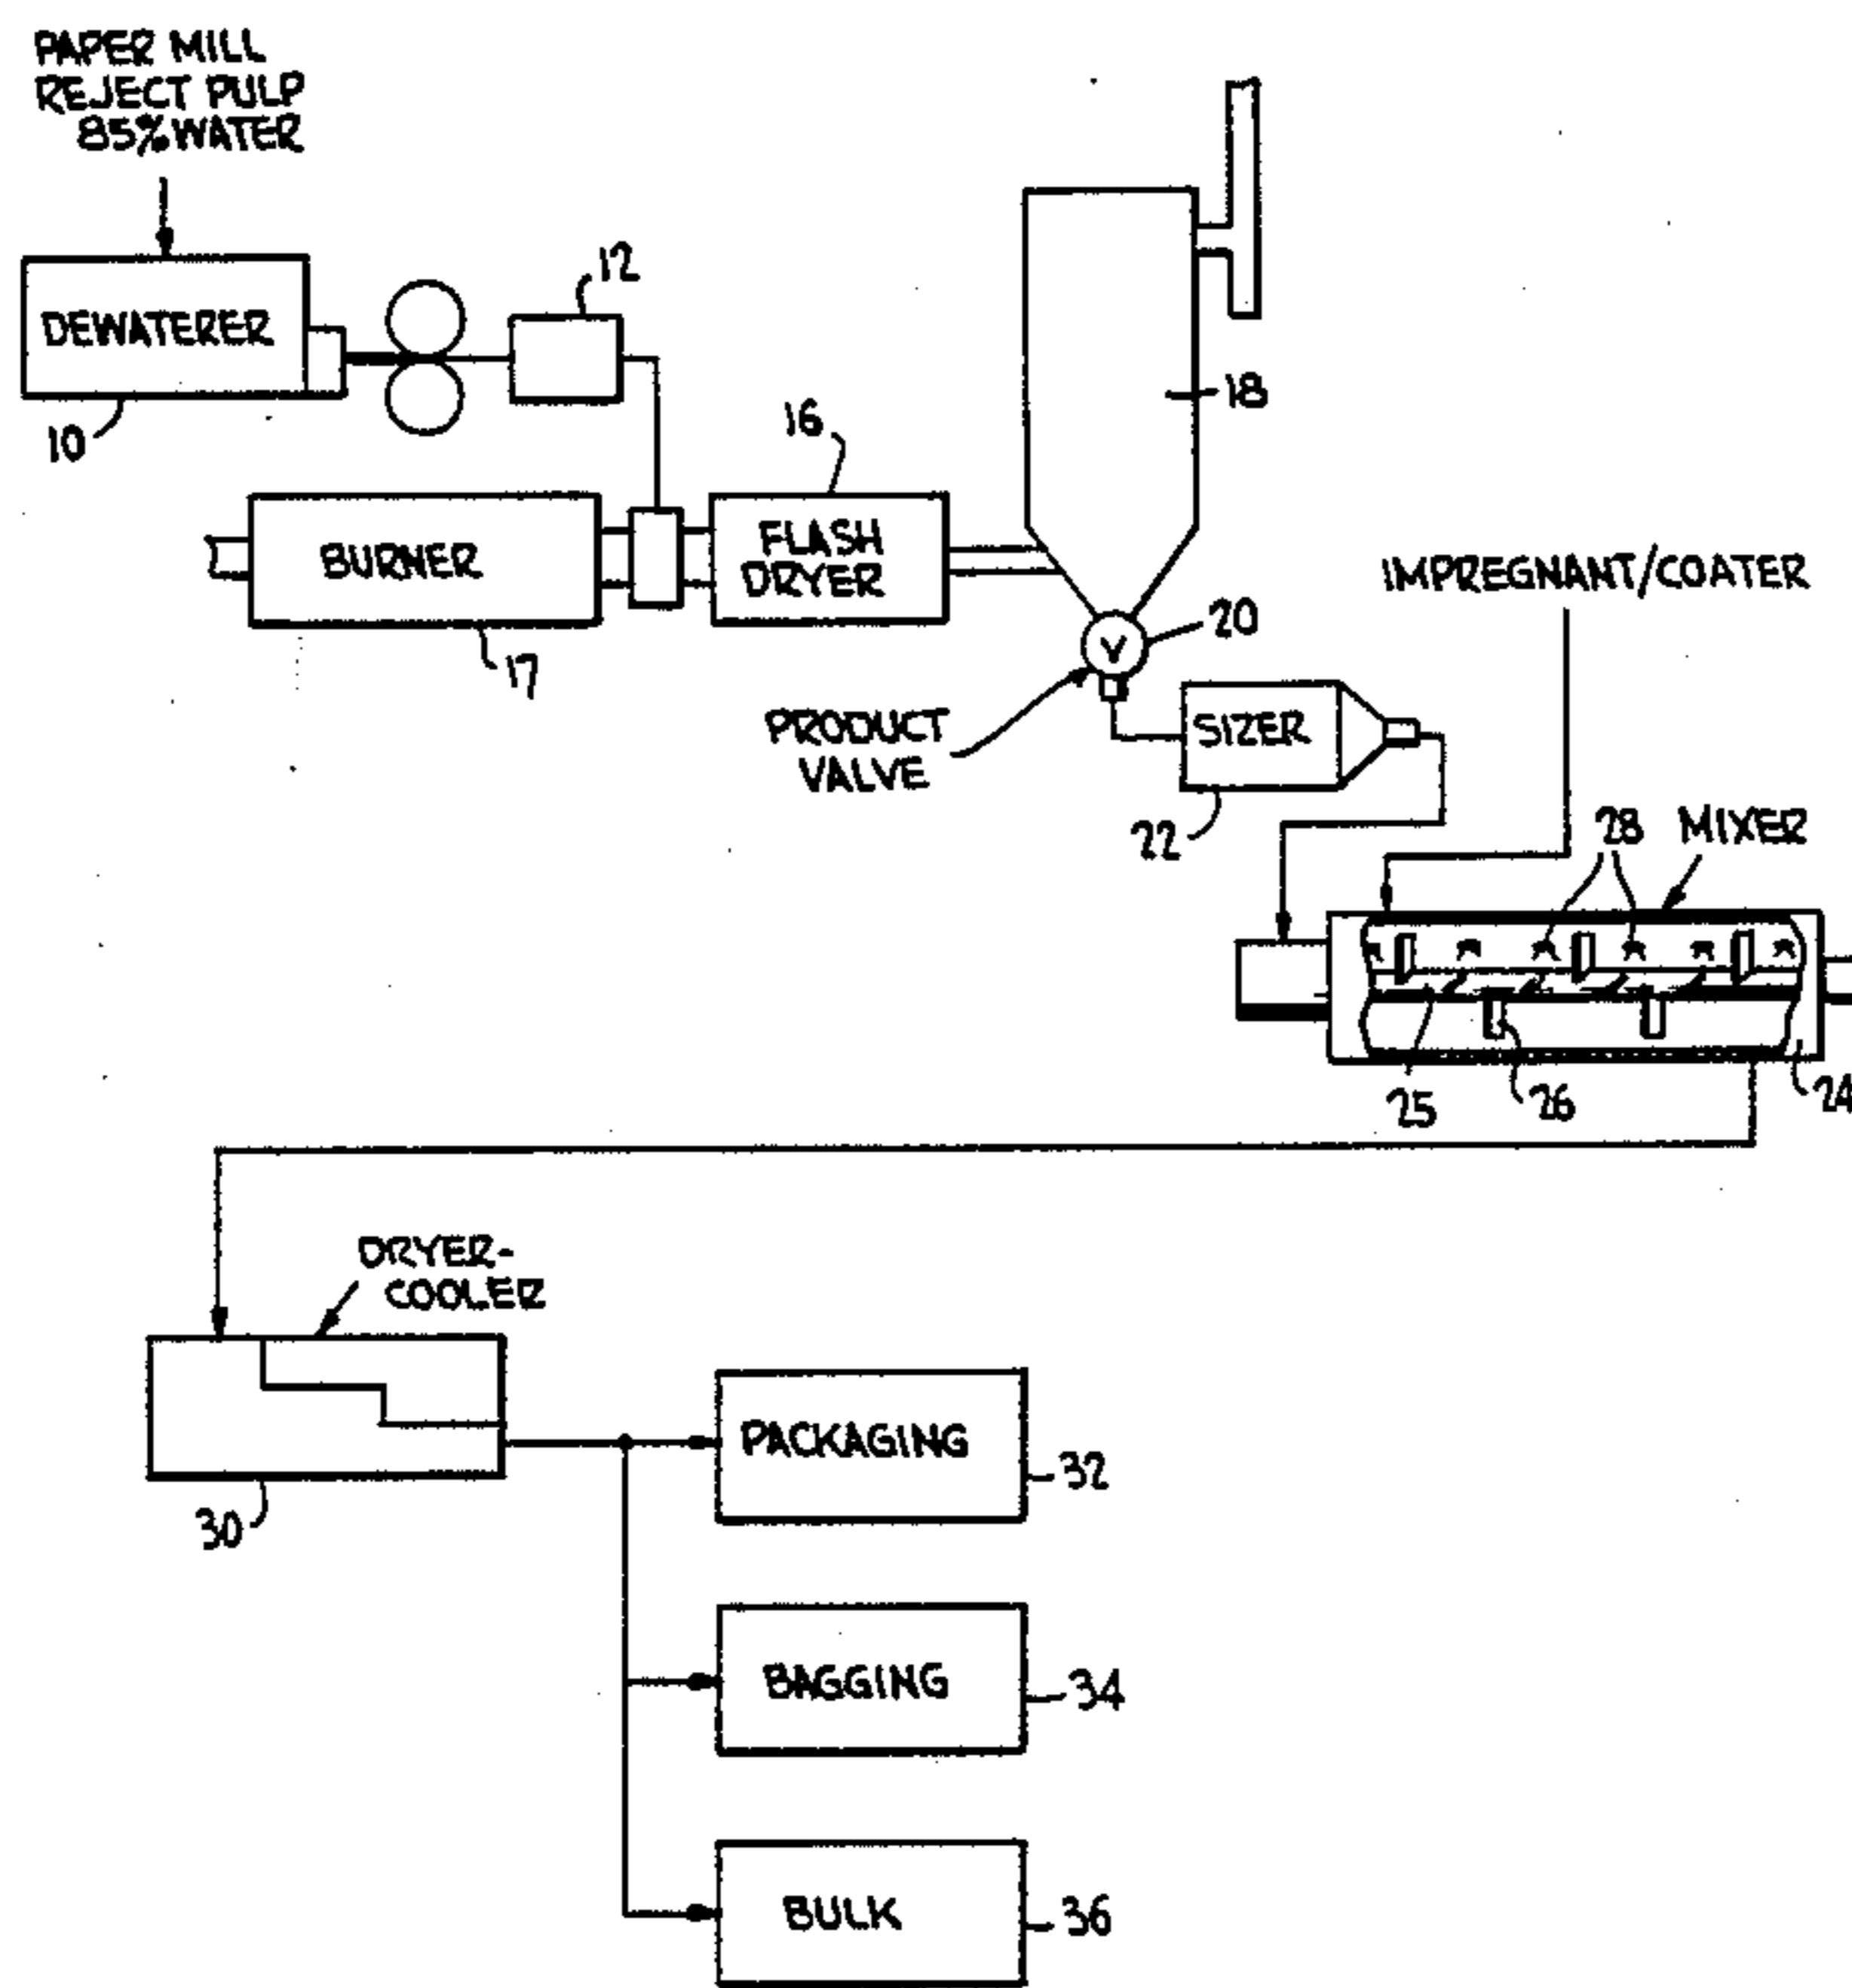 PAPER MILL
REJECT PULP
85% WATER
12
DEWATERER
10
18
16
BURNER
FLASH
DRYER
17
IMPREGNANT/COATER
20
V
PRODUCT
VALVE
SIZER
22
28
MIXER
25
26
24
DRYER-
COOLER
30
PACKAGING
32
BAGGING
34
BULK
36